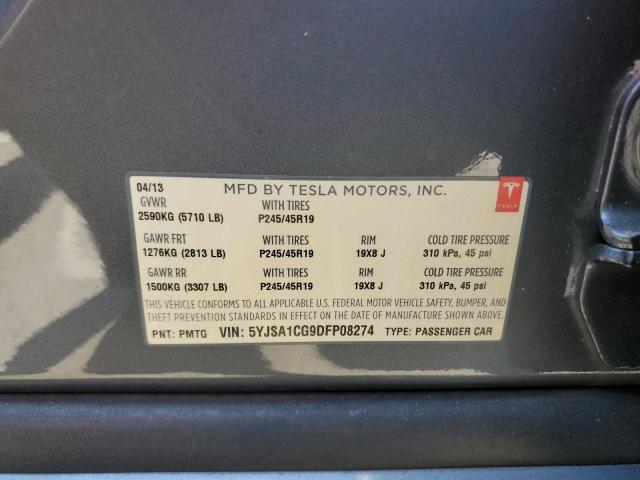 04/13 MFD BY TESLA MOTORS, INC.
TESLA
GVWR WITH TIRES
2590KG (5710 LB) P245/45R19
GAWR FRT WITH TIRES RIM COLD TIRE PRESSURE
1276KG (2813 LB) P245/45R19 19X8 J 310 kPa, 45 psi
GAWR RR WITH TIRES RIM COLD TIRE PRESSURE
1500KG (3307 LB) P245/45R19 19X8 J 310 kPa, 45 psi
THIS VEHICLE CONFORMS TO ALL APPLICABLE U.S. FEDERAL MOTOR VEHICLE SAFETY, BUMPER, AND
THEFT PREVENTION STANDARDS IN EFFECT ON THE DATE OF MANUFACTURE SHOWN ABOVE.
PNT: PMTG VIN: 5YJSA1CG9DFP08274 TYPE: PASSENGER CAR